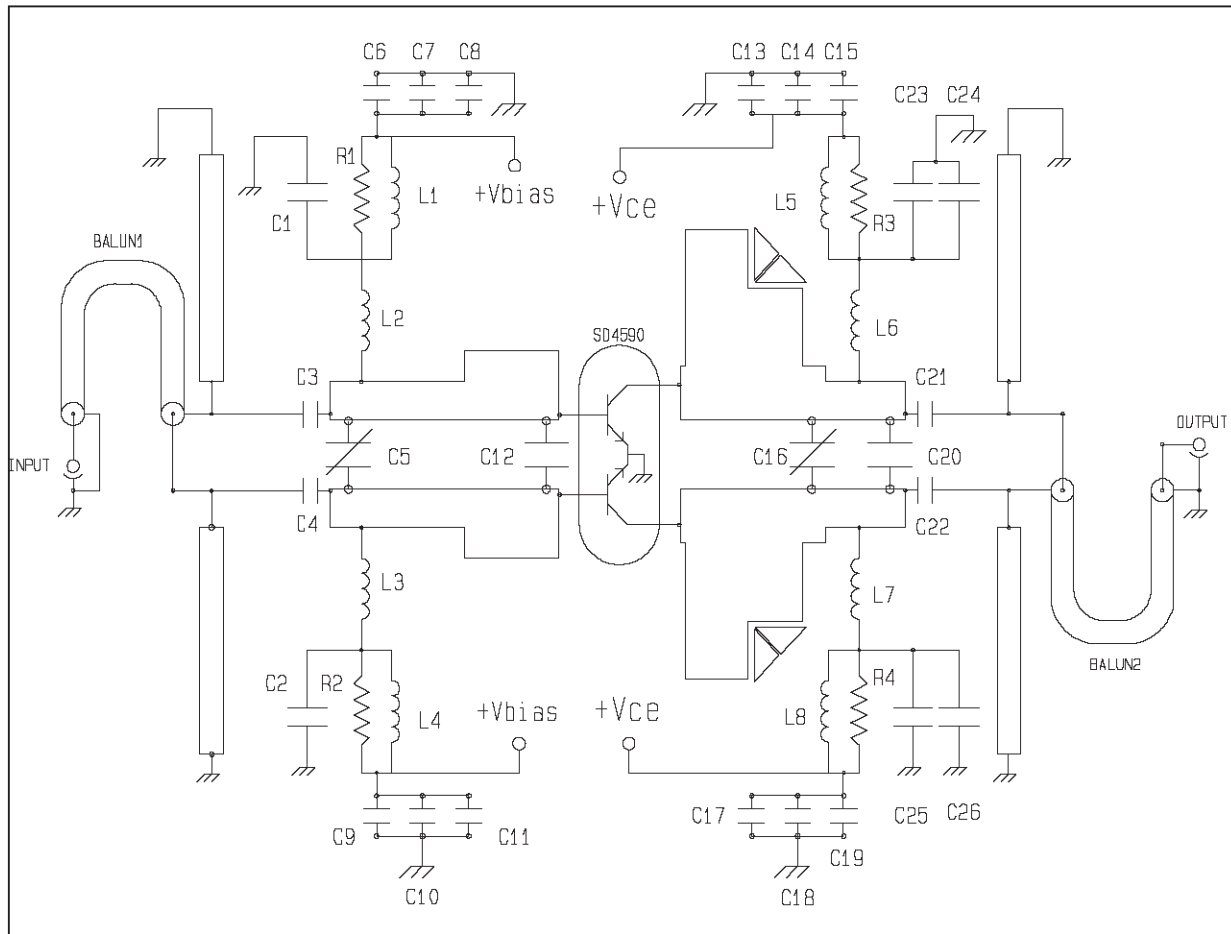 C6 C7 C8
C13 C14 C15
C23 C24
R1
L1
C1
+Vbias
+Vce
L5
R3
BALUN1
L2
SD4590
L6
C3
C21
INPUT
C5
C12
C16
C20
OUTPUT
C4
C22
L3
L7
BALUN2
C2
R2
L4
+Vbias
+Vce
L8
R4
C9
C11
C10
C17
C19
C18
C25
C26